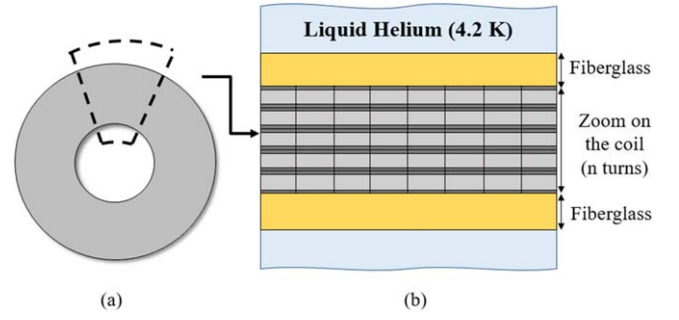 Liquid Helium (4.2 K)
Fiberglass
Zoom on
the coil
(n turns)
Fiberglass
(a)
(b)